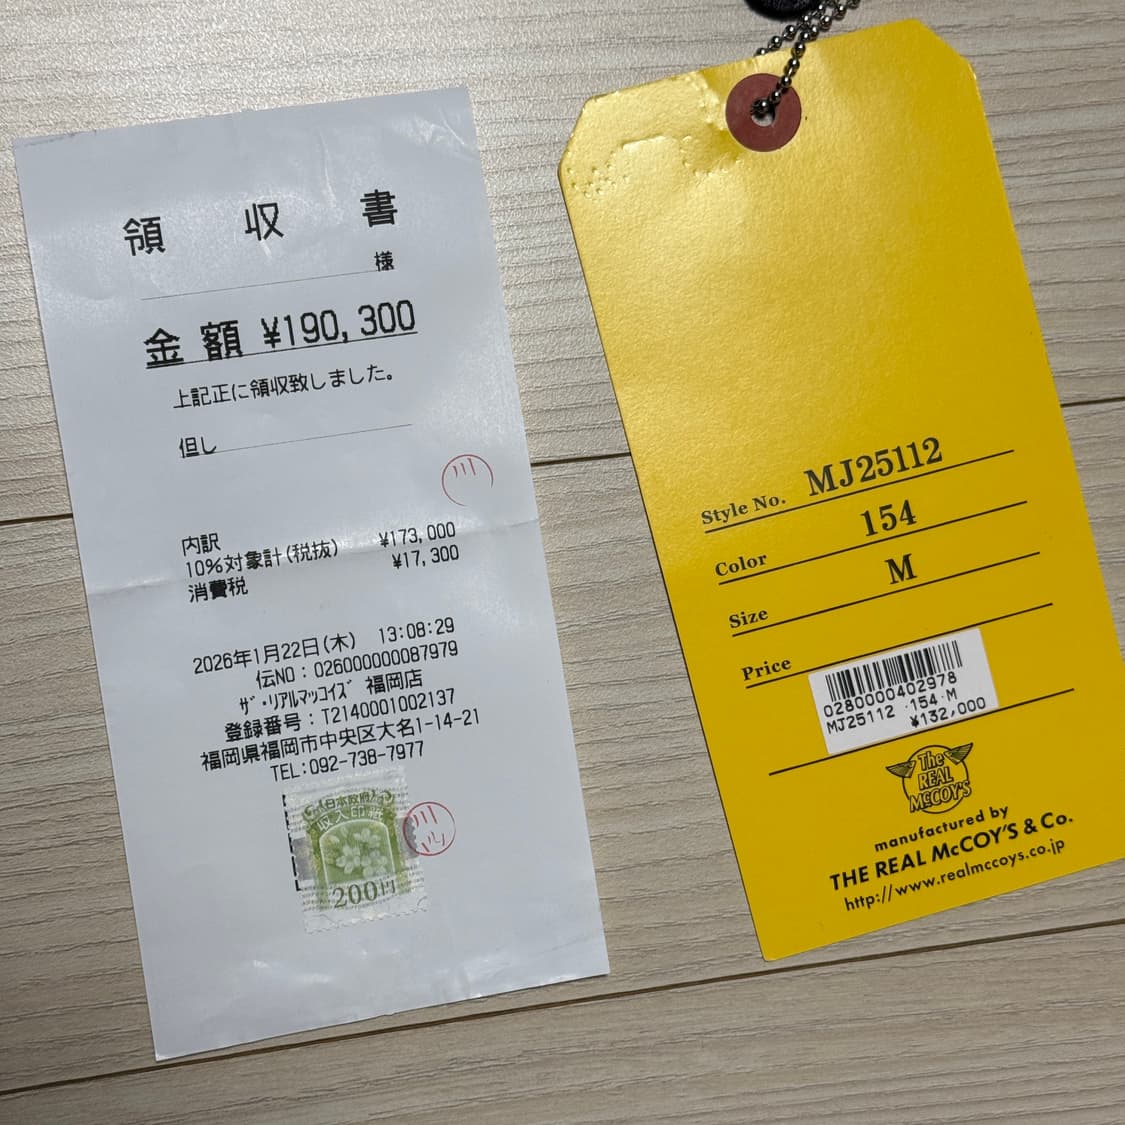 領 収 書
様
金 額 ¥190,300
上記正に領収致しました。
但し
内訳
10%対象計(税抜) ¥173,000
消費税 ¥17,300
2026年1月22日(木) 13:08:29
伝NO:026000000087979
ザ・リアルマッコイズ 福岡店
登録番号:T2140001002137
福岡県福岡市中央区大名1-14-21
TEL:092-738-7977
日本政府
収入印紙
200円
Style No. MJ25112
Color 154
Size M
Price
0280000402978
MJ25112 ·154·M
¥132,000
The
REAL
McCOY'S
manufactured by
THE REAL McCOY'S & Co.
http://www.realmccoys.co.jp